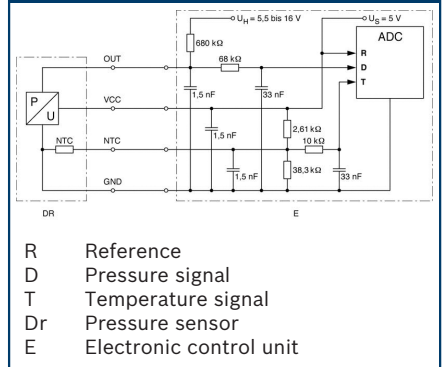 U_H = 5,5 bis 16 V
U_S = 5 V
ADC
680 kΩ
OUT
68 kΩ
R
D
T
P
U
1,5 nF
33 nF
VCC
2,61 kΩ
1,5 nF
NTC
NTC
10 kΩ
1,5 nF
38,3 kΩ
33 nF
GND
DR
E
R Reference
D Pressure signal
T Temperature signal
Dr Pressure sensor
E Electronic control unit